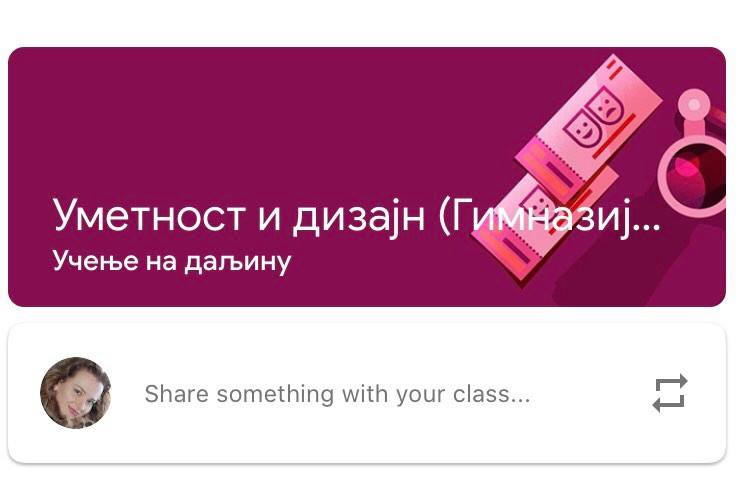 Уметност и дизајн (Гимназиј...
Учење на даљину
Share something with your class...